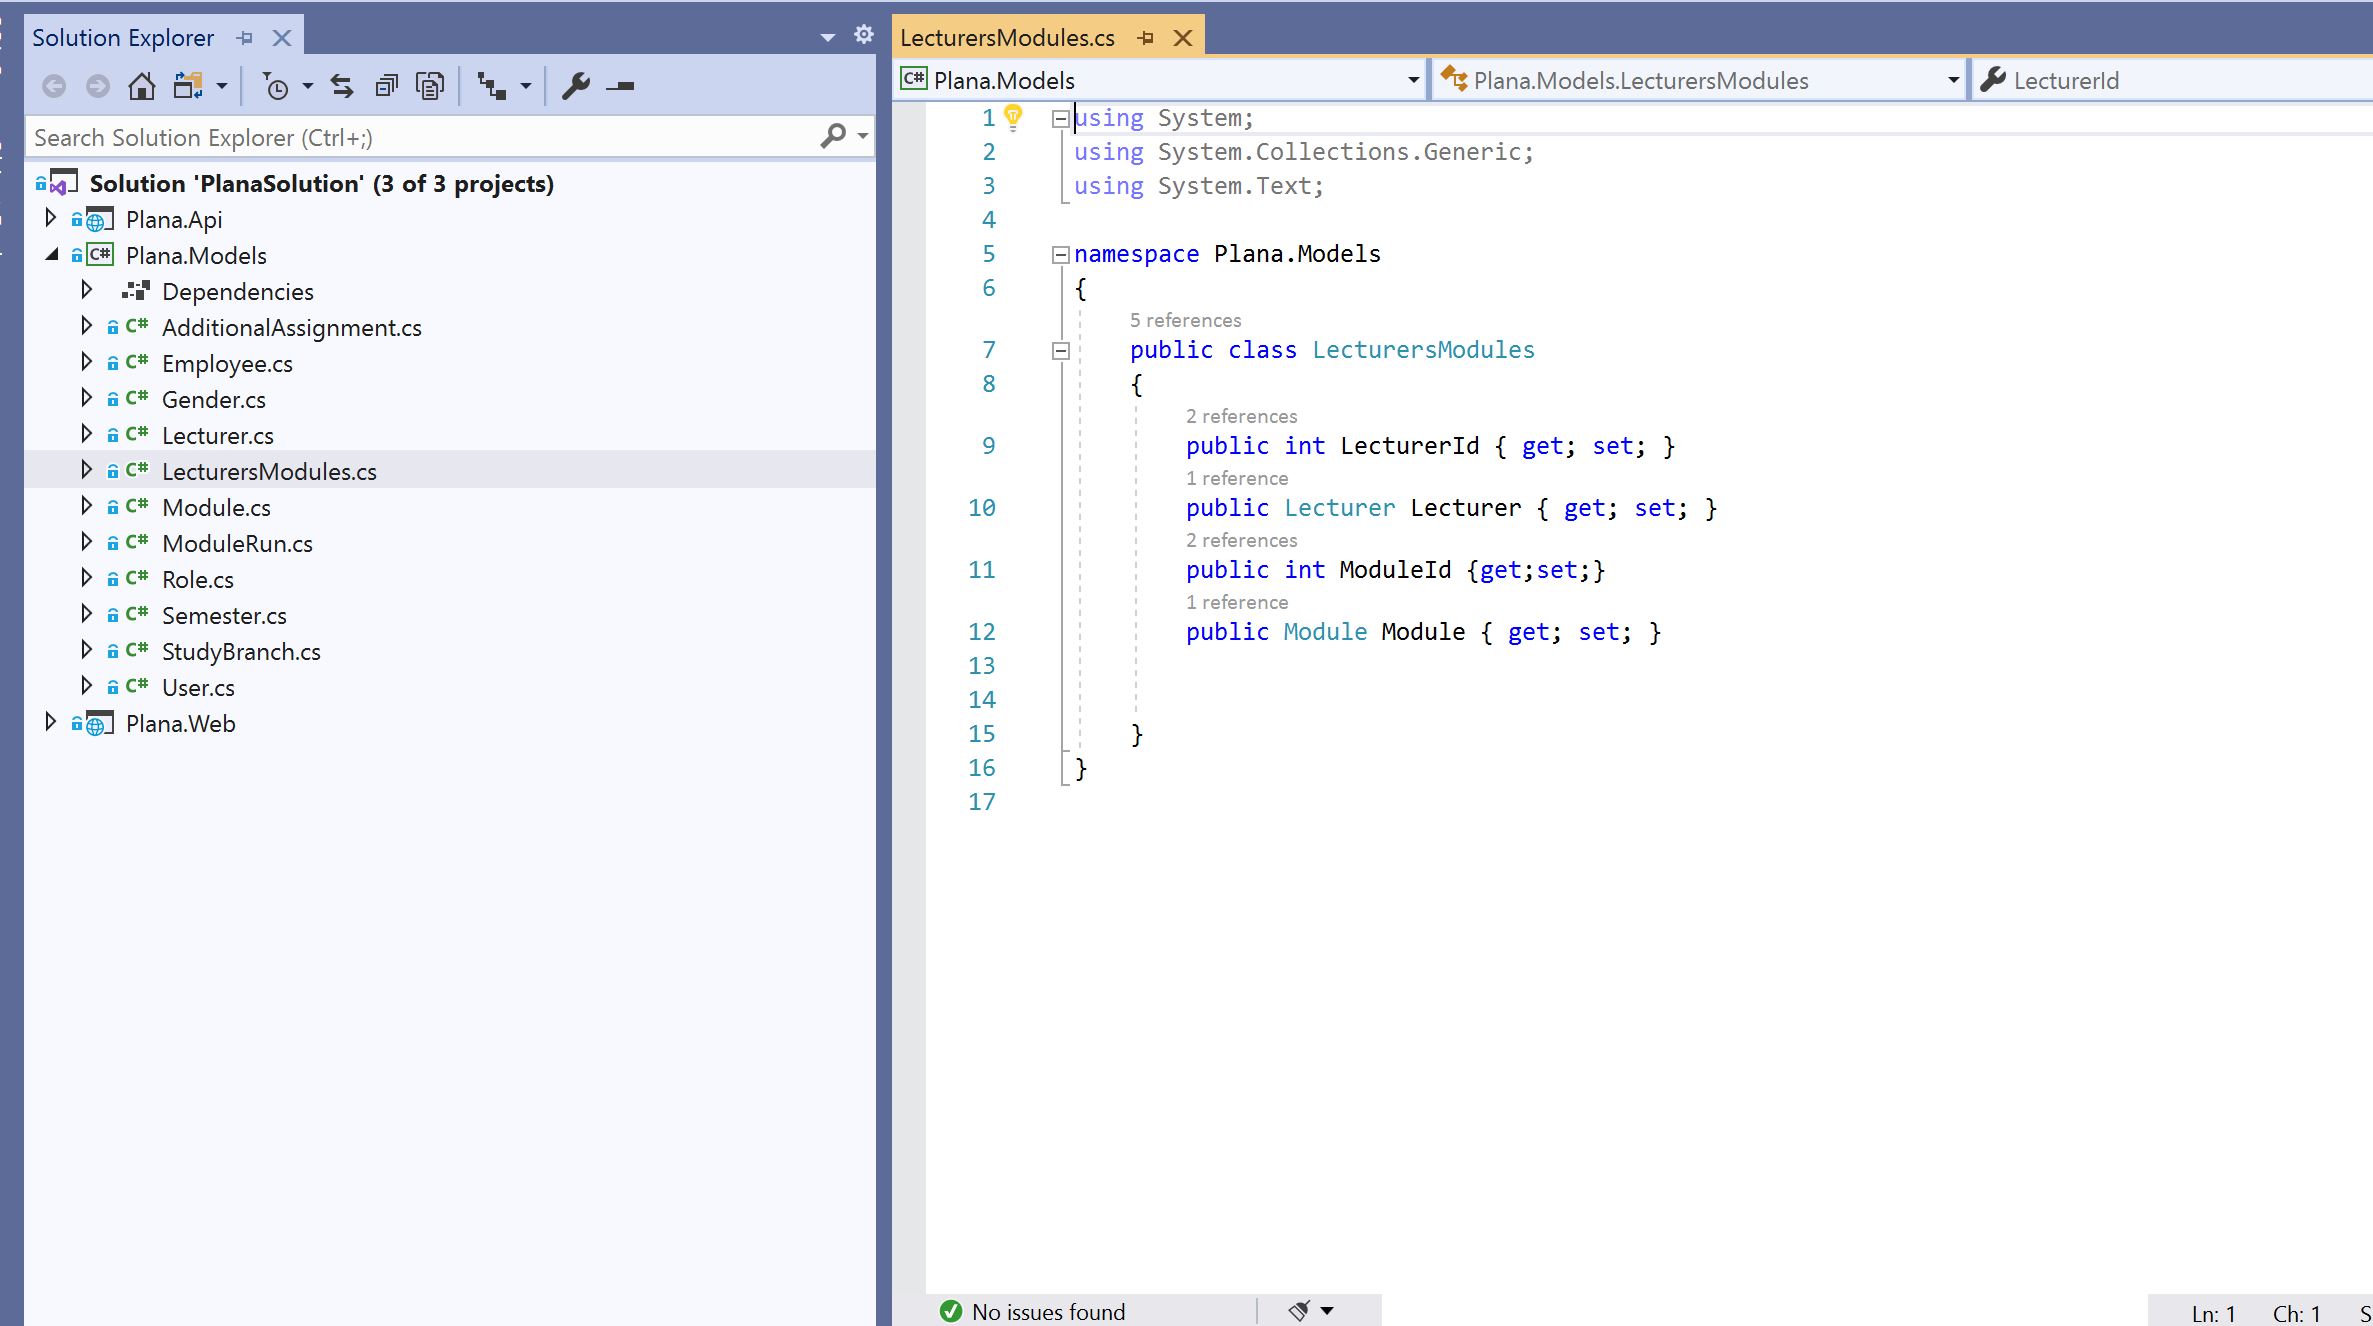 Solution Explorer
Search Solution Explorer (Ctrl+;)
Solution 'PlanaSolution' (3 of 3 projects)
Plana.Api
C# Plana.Models
Dependencies
C# AdditionalAssignment.cs
C# Employee.cs
C# Gender.cs
C# Lecturer.cs
C# LecturersModules.cs
C# Module.cs
C# ModuleRun.cs
C# Role.cs
C# Semester.cs
C# StudyBranch.cs
C# User.cs
Plana.Web
LecturersModules.cs
C# Plana.Models
Plana.Models.LecturersModules
LecturerId
1 using System;
2 using System.Collections.Generic;
3 using System.Text;
4
5 namespace Plana.Models
6 {
5 references
7 public class LecturersModules
8 {
2 references
9 public int LecturerId { get; set; }
1 reference
10 public Lecturer Lecturer { get; set; }
2 references
11 public int ModuleId {get;set;}
1 reference
12 public Module Module { get; set; }
13
14
15 }
16 }
17
No issues found
Ln: 1 Ch: 1